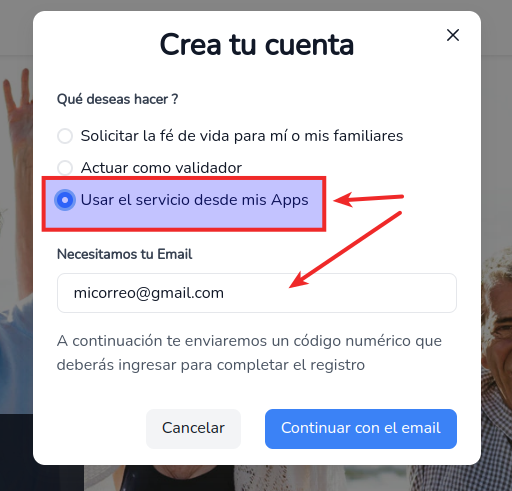 Crea tu cuenta
Qué deseas hacer ?
Solicitar la fé de vida para mí o mis familiares
Actuar como validador
Usar el servicio desde mis Apps
Necesitamos tu Email
micorreo@gmail.com
A continuación te enviaremos un código numérico que
deberás ingresar para completar el registro
Cancelar
Continuar con el email